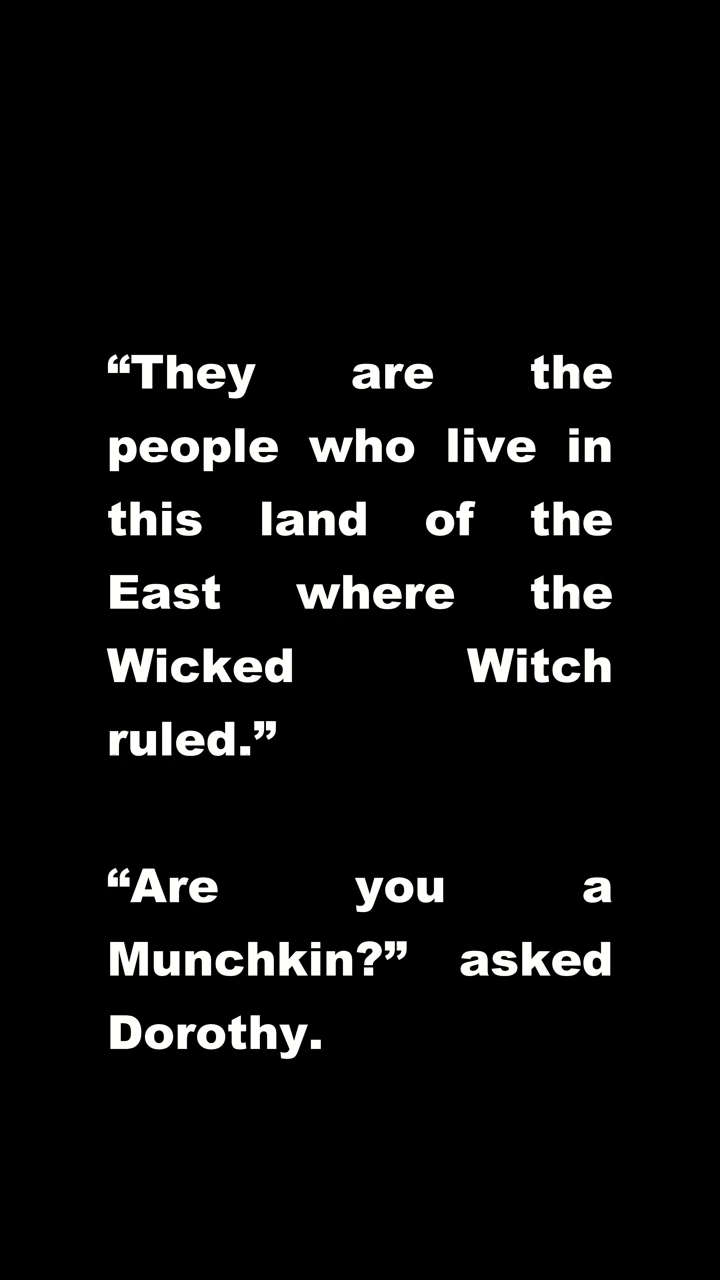 “They are the
people who live in
this land of the
East where the
Wicked Witch
ruled.”
“Are you a
Munchkin?” asked
Dorothy.